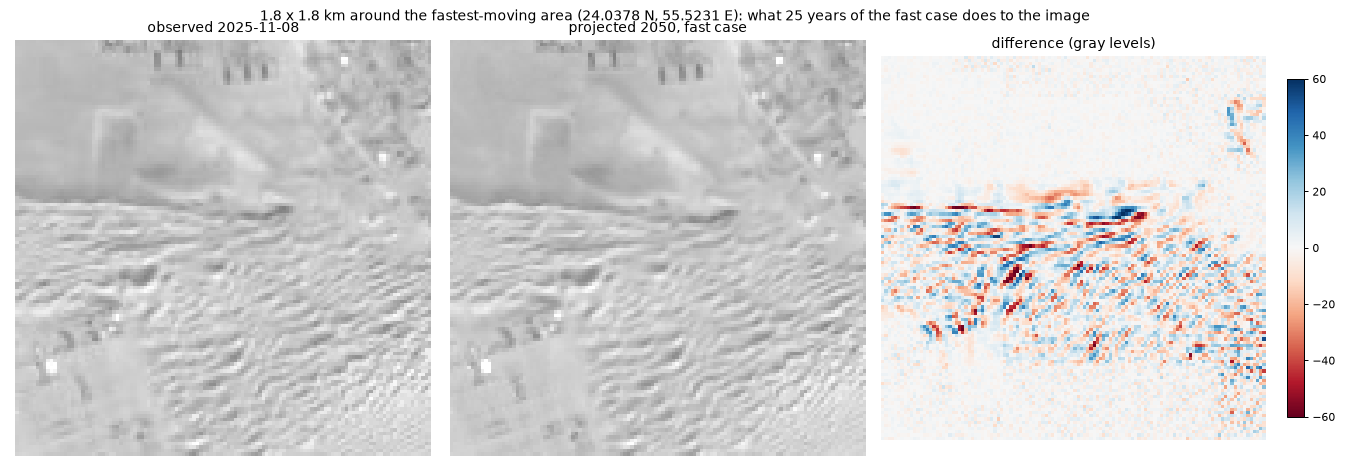 1.8 x 1.8 km around the fastest-moving area (24.0378 N, 55.5231 E): what 25 years of the fast case does to the image
observed 2025-11-08
projected 2050, fast case
difference (gray levels)
60
40
20
0
−20
−40
−60